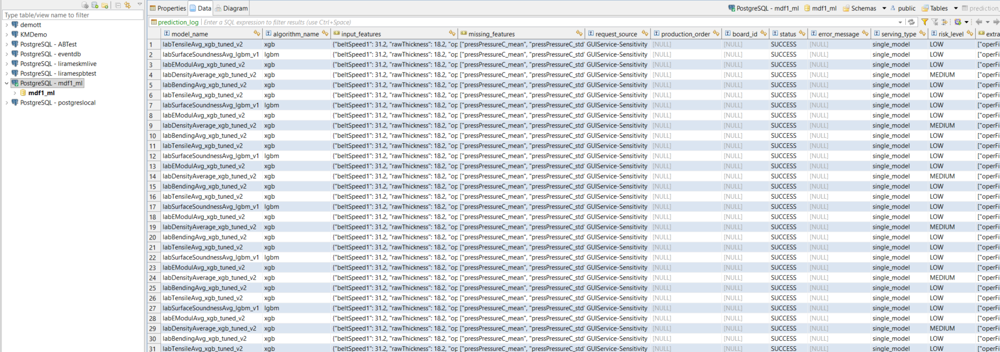 Type table/view name to filter
demott
KMDemo
PostgreSQL - ABTest
PostgreSQL - eventdb
PostgreSQL - lirameskmlive
PostgreSQL - liramespbtest
PostgreSQL - mdf1_ml
mdf1_ml
PostgreSQL - postgreslocal
Properties Data Diagram PostgreSQL - mdf1_ml mdf1_ml Schemas public Tables prediction_
prediction_log Enter a SQL expression to filter results (use Ctrl+Space)
model_name algorithm_name input_features missing_features request_source production_order board_id status error_message serving_type risk_level extra
1 labTensileAvg_xgb_tuned_v2 xgb {"beltSpeed1": 31.2, "rawThickness": 18.2, "op ["pressPressureC_mean", "pressPressureC_std" GUIService-Sensitivity [NULL] [NULL] SUCCESS [NULL] single_model LOW ["operFi
2 labSurfaceSoundnessAvg_lgbm_v1 lgbm {"beltSpeed1": 31.2, "rawThickness": 18.2, "op ["pressPressureC_mean", "pressPressureC_std" GUIService-Sensitivity [NULL] [NULL] SUCCESS [NULL] single_model LOW ["operFi
3 labEModulAvg_xgb_tuned_v2 xgb {"beltSpeed1": 31.2, "rawThickness": 18.2, "op ["pressPressureC_mean", "pressPressureC_std" GUIService-Sensitivity [NULL] [NULL] SUCCESS [NULL] single_model LOW ["operFi
4 labDensityAverage_xgb_tuned_v2 xgb {"beltSpeed1": 31.2, "rawThickness": 18.2, "op ["pressPressureC_mean", "pressPressureC_std" GUIService-Sensitivity [NULL] [NULL] SUCCESS [NULL] single_model MEDIUM ["operFi
5 labBendingAvg_xgb_tuned_v2 xgb {"beltSpeed1": 31.2, "rawThickness": 18.2, "op ["pressPressureC_mean", "pressPressureC_std" GUIService-Sensitivity [NULL] [NULL] SUCCESS [NULL] single_model LOW ["operFi
6 labTensileAvg_xgb_tuned_v2 xgb {"beltSpeed1": 31.2, "rawThickness": 18.2, "op ["pressPressureC_mean", "pressPressureC_std" GUIService-Sensitivity [NULL] [NULL] SUCCESS [NULL] single_model LOW ["operFi
7 labSurfaceSoundnessAvg_lgbm_v1 lgbm {"beltSpeed1": 31.2, "rawThickness": 18.2, "op ["pressPressureC_mean", "pressPressureC_std" GUIService-Sensitivity [NULL] [NULL] SUCCESS [NULL] single_model LOW ["operFi
8 labEModulAvg_xgb_tuned_v2 xgb {"beltSpeed1": 31.2, "rawThickness": 18.2, "op ["pressPressureC_mean", "pressPressureC_std" GUIService-Sensitivity [NULL] [NULL] SUCCESS [NULL] single_model LOW ["operFi
9 labDensityAverage_xgb_tuned_v2 xgb {"beltSpeed1": 31.2, "rawThickness": 18.2, "op ["pressPressureC_mean", "pressPressureC_std" GUIService-Sensitivity [NULL] [NULL] SUCCESS [NULL] single_model MEDIUM ["operFi
10 labBendingAvg_xgb_tuned_v2 xgb {"beltSpeed1": 31.2, "rawThickness": 18.2, "op ["pressPressureC_mean", "pressPressureC_std" GUIService-Sensitivity [NULL] [NULL] SUCCESS [NULL] single_model LOW ["operFi
11 labTensileAvg_xgb_tuned_v2 xgb {"beltSpeed1": 31.2, "rawThickness": 18.2, "op ["pressPressureC_mean", "pressPressureC_std" GUIService-Sensitivity [NULL] [NULL] SUCCESS [NULL] single_model LOW ["operFi
12 labSurfaceSoundnessAvg_lgbm_v1 lgbm {"beltSpeed1": 31.2, "rawThickness": 18.2, "op ["pressPressureC_mean", "pressPressureC_std" GUIService-Sensitivity [NULL] [NULL] SUCCESS [NULL] single_model LOW ["operFi
13 labEModulAvg_xgb_tuned_v2 xgb {"beltSpeed1": 31.2, "rawThickness": 18.2, "op ["pressPressureC_mean", "pressPressureC_std" GUIService-Sensitivity [NULL] [NULL] SUCCESS [NULL] single_model LOW ["operFi
14 labDensityAverage_xgb_tuned_v2 xgb {"beltSpeed1": 31.2, "rawThickness": 18.2, "op ["pressPressureC_mean", "pressPressureC_std" GUIService-Sensitivity [NULL] [NULL] SUCCESS [NULL] single_model MEDIUM ["operFi
15 labBendingAvg_xgb_tuned_v2 xgb {"beltSpeed1": 31.2, "rawThickness": 18.2, "op ["pressPressureC_mean", "pressPressureC_std" GUIService-Sensitivity [NULL] [NULL] SUCCESS [NULL] single_model LOW ["operFi
16 labTensileAvg_xgb_tuned_v2 xgb {"beltSpeed1": 31.2, "rawThickness": 18.2, "op ["pressPressureC_mean", "pressPressureC_std" GUIService-Sensitivity [NULL] [NULL] SUCCESS [NULL] single_model LOW ["operFi
17 labSurfaceSoundnessAvg_lgbm_v1 lgbm {"beltSpeed1": 31.2, "rawThickness": 18.2, "op ["pressPressureC_mean", "pressPressureC_std" GUIService-Sensitivity [NULL] [NULL] SUCCESS [NULL] single_model LOW ["operFi
18 labEModulAvg_xgb_tuned_v2 xgb {"beltSpeed1": 31.2, "rawThickness": 18.2, "op ["pressPressureC_mean", "pressPressureC_std" GUIService-Sensitivity [NULL] [NULL] SUCCESS [NULL] single_model LOW ["operFi
19 labDensityAverage_xgb_tuned_v2 xgb {"beltSpeed1": 31.2, "rawThickness": 18.2, "op ["pressPressureC_mean", "pressPressureC_std" GUIService-Sensitivity [NULL] [NULL] SUCCESS [NULL] single_model MEDIUM ["operFi
20 labBendingAvg_xgb_tuned_v2 xgb {"beltSpeed1": 31.2, "rawThickness": 18.2, "op ["pressPressureC_mean", "pressPressureC_std" GUIService-Sensitivity [NULL] [NULL] SUCCESS [NULL] single_model LOW ["operFi
21 labTensileAvg_xgb_tuned_v2 xgb {"beltSpeed1": 31.2, "rawThickness": 18.2, "op ["pressPressureC_mean", "pressPressureC_std" GUIService-Sensitivity [NULL] [NULL] SUCCESS [NULL] single_model LOW ["operFi
22 labSurfaceSoundnessAvg_lgbm_v1 lgbm {"beltSpeed1": 31.2, "rawThickness": 18.2, "op ["pressPressureC_mean", "pressPressureC_std" GUIService-Sensitivity [NULL] [NULL] SUCCESS [NULL] single_model LOW ["operFi
23 labEModulAvg_xgb_tuned_v2 xgb {"beltSpeed1": 31.2, "rawThickness": 18.2, "op ["pressPressureC_mean", "pressPressureC_std" GUIService-Sensitivity [NULL] [NULL] SUCCESS [NULL] single_model LOW ["operFi
24 labDensityAverage_xgb_tuned_v2 xgb {"beltSpeed1": 31.2, "rawThickness": 18.2, "op ["pressPressureC_mean", "pressPressureC_std" GUIService-Sensitivity [NULL] [NULL] SUCCESS [NULL] single_model MEDIUM ["operFi
25 labBendingAvg_xgb_tuned_v2 xgb {"beltSpeed1": 31.2, "rawThickness": 18.2, "op ["pressPressureC_mean", "pressPressureC_std" GUIService-Sensitivity [NULL] [NULL] SUCCESS [NULL] single_model LOW ["operFi
26 labTensileAvg_xgb_tuned_v2 xgb {"beltSpeed1": 31.2, "rawThickness": 18.2, "op ["pressPressureC_mean", "pressPressureC_std" GUIService-Sensitivity [NULL] [NULL] SUCCESS [NULL] single_model LOW ["operFi
27 labSurfaceSoundnessAvg_lgbm_v1 lgbm {"beltSpeed1": 31.2, "rawThickness": 18.2, "op ["pressPressureC_mean", "pressPressureC_std" GUIService-Sensitivity [NULL] [NULL] SUCCESS [NULL] single_model LOW ["operFi
28 labEModulAvg_xgb_tuned_v2 xgb {"beltSpeed1": 31.2, "rawThickness": 18.2, "op ["pressPressureC_mean", "pressPressureC_std" GUIService-Sensitivity [NULL] [NULL] SUCCESS [NULL] single_model LOW ["operFi
29 labDensityAverage_xgb_tuned_v2 xgb {"beltSpeed1": 31.2, "rawThickness": 18.2, "op ["pressPressureC_mean", "pressPressureC_std" GUIService-Sensitivity [NULL] [NULL] SUCCESS [NULL] single_model MEDIUM ["operFi
30 labBendingAvg_xgb_tuned_v2 xgb {"beltSpeed1": 31.2, "rawThickness": 18.2, "op ["pressPressureC_mean", "pressPressureC_std" GUIService-Sensitivity [NULL] [NULL] SUCCESS [NULL] single_model LOW ["operFi
31 labTensileAvg_xgb_tuned_v2 xgb {"beltSpeed1": 31.2, "rawThickness": 18.2, "op ["pressPressureC_mean", "pressPressureC_std" GUIService-Sensitivity [NULL] [NULL] SUCCESS [NULL] single_model LOW ["operFi